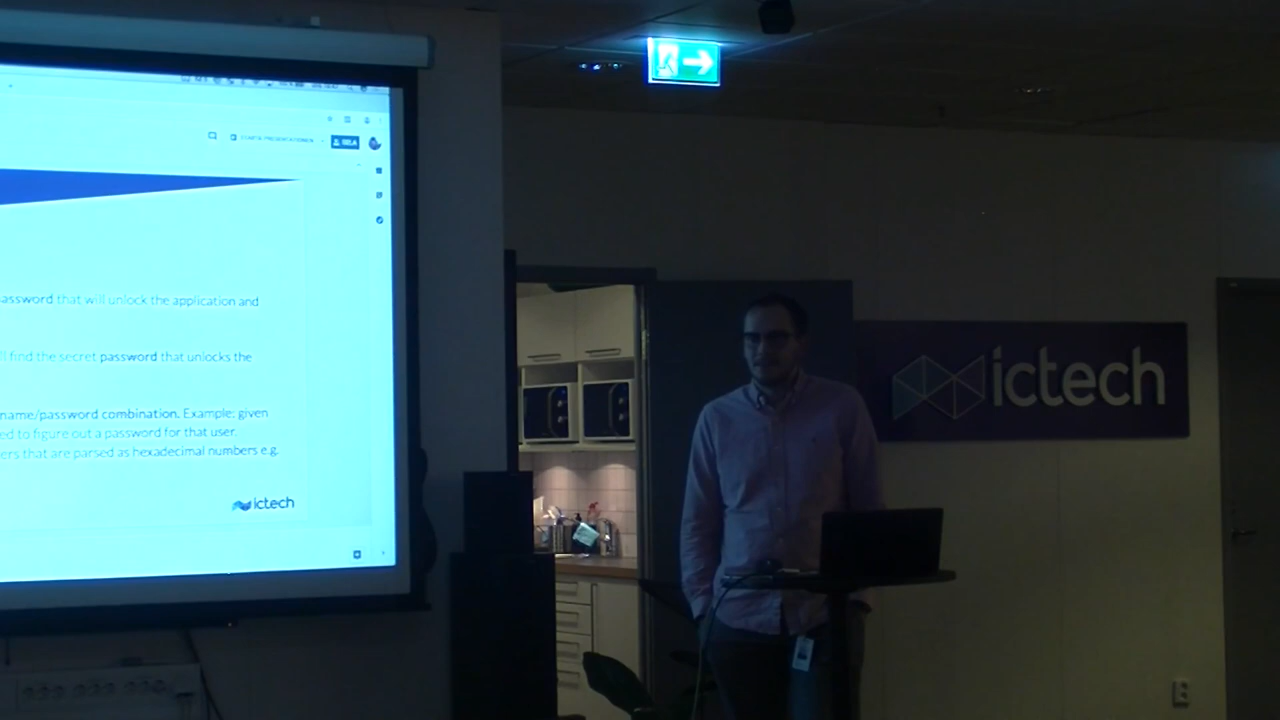 STARTA PRESENTATIONEN
DELA
assword that will unlock the application and
ll find the secret password that unlocks the
name/password combination. Example: given
ed to figure out a password for that user.
ers that are parsed as hexadecimal numbers e.g.
ictech
ictech